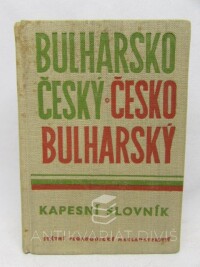 BULHARSKO
ČESKÝ-ČESKO
BULHARSKÝ
KAPESNÍ SLOVNÍK
STÁTNÍ PEDAGOGICKÉ NAKLADATELSTVÍ
ANTIKVARIÁT DIVIŠ